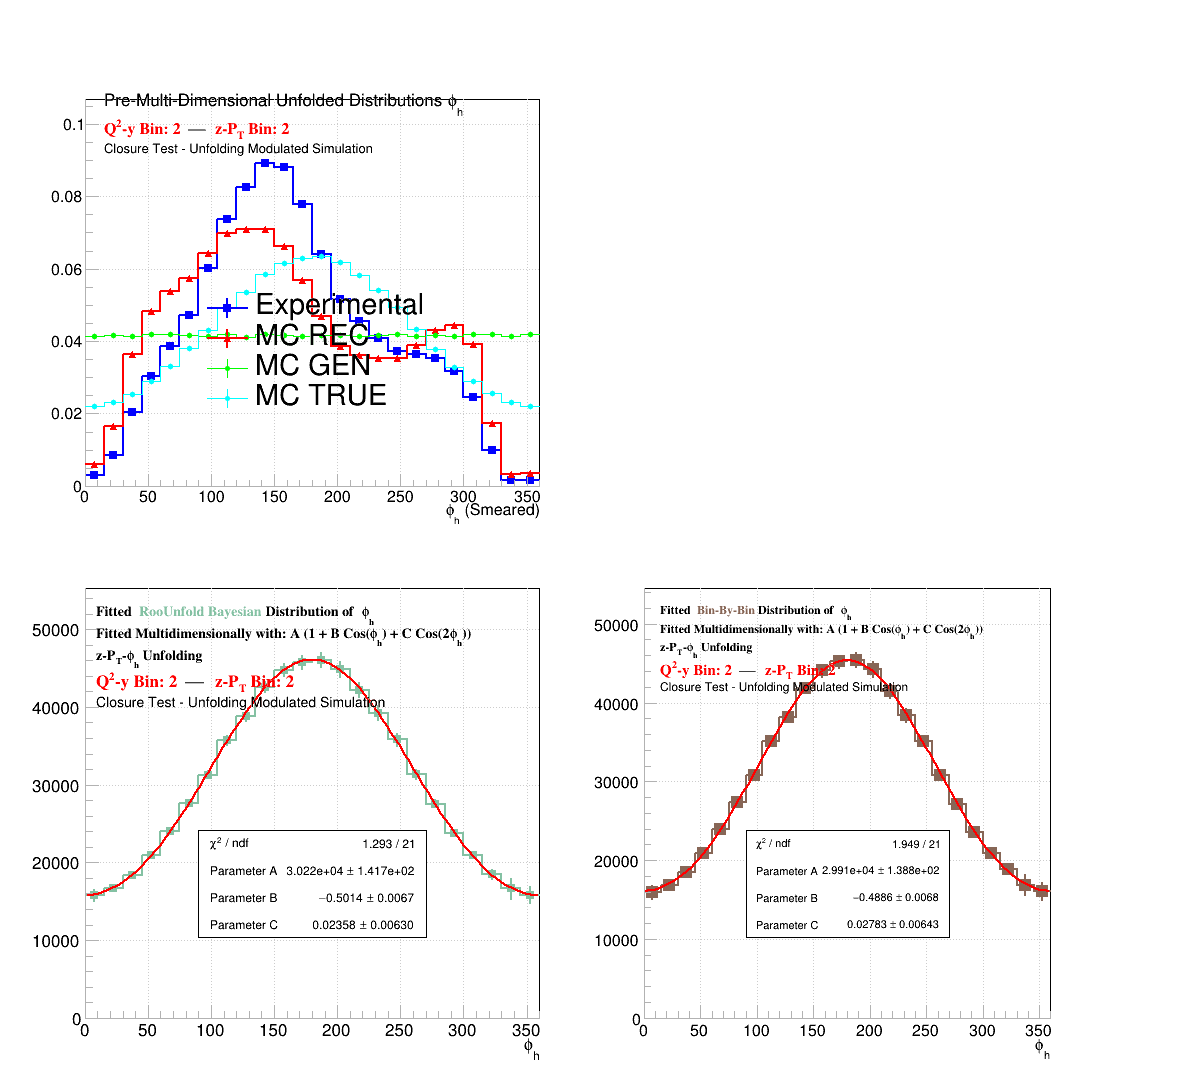 Pre-Multi-Dimensional Unfolded Distributions ϕh
Q²-y Bin: 2 — z-PT Bin: 2
Closure Test - Unfolding Modulated Simulation
0.1
0.08
0.06
0.04
0.02
0
Experimental
MC REC
MC GEN
MC TRUE
0 50 100 150 200 250 300 350
ϕh (Smeared)
Fitted RooUnfold Bayesian Distribution of ϕh
Fitted Multidimensionally with: A (1 + B Cos(ϕh) + C Cos(2ϕh))
z-PT-ϕh Unfolding
Q²-y Bin: 2 — z-PT Bin: 2
Closure Test - Unfolding Modulated Simulation
50000
40000
30000
20000
10000
0
χ² / ndf 1.293 / 21
Parameter A 3.022e+04 ± 1.417e+02
Parameter B −0.5014 ± 0.0067
Parameter C 0.02358 ± 0.00630
0 50 100 150 200 250 300 350
ϕh
Fitted Bin-By-Bin Distribution of ϕh
Fitted Multidimensionally with: A (1 + B Cos(ϕh) + C Cos(2ϕh))
z-PT-ϕh Unfolding
Q²-y Bin: 2 — z-PT Bin: 2
Closure Test - Unfolding Modulated Simulation
50000
40000
30000
20000
10000
0
χ² / ndf 1.949 / 21
Parameter A 2.991e+04 ± 1.388e+02
Parameter B −0.4886 ± 0.0068
Parameter C 0.02783 ± 0.00643
0 50 100 150 200 250 300 350
ϕh